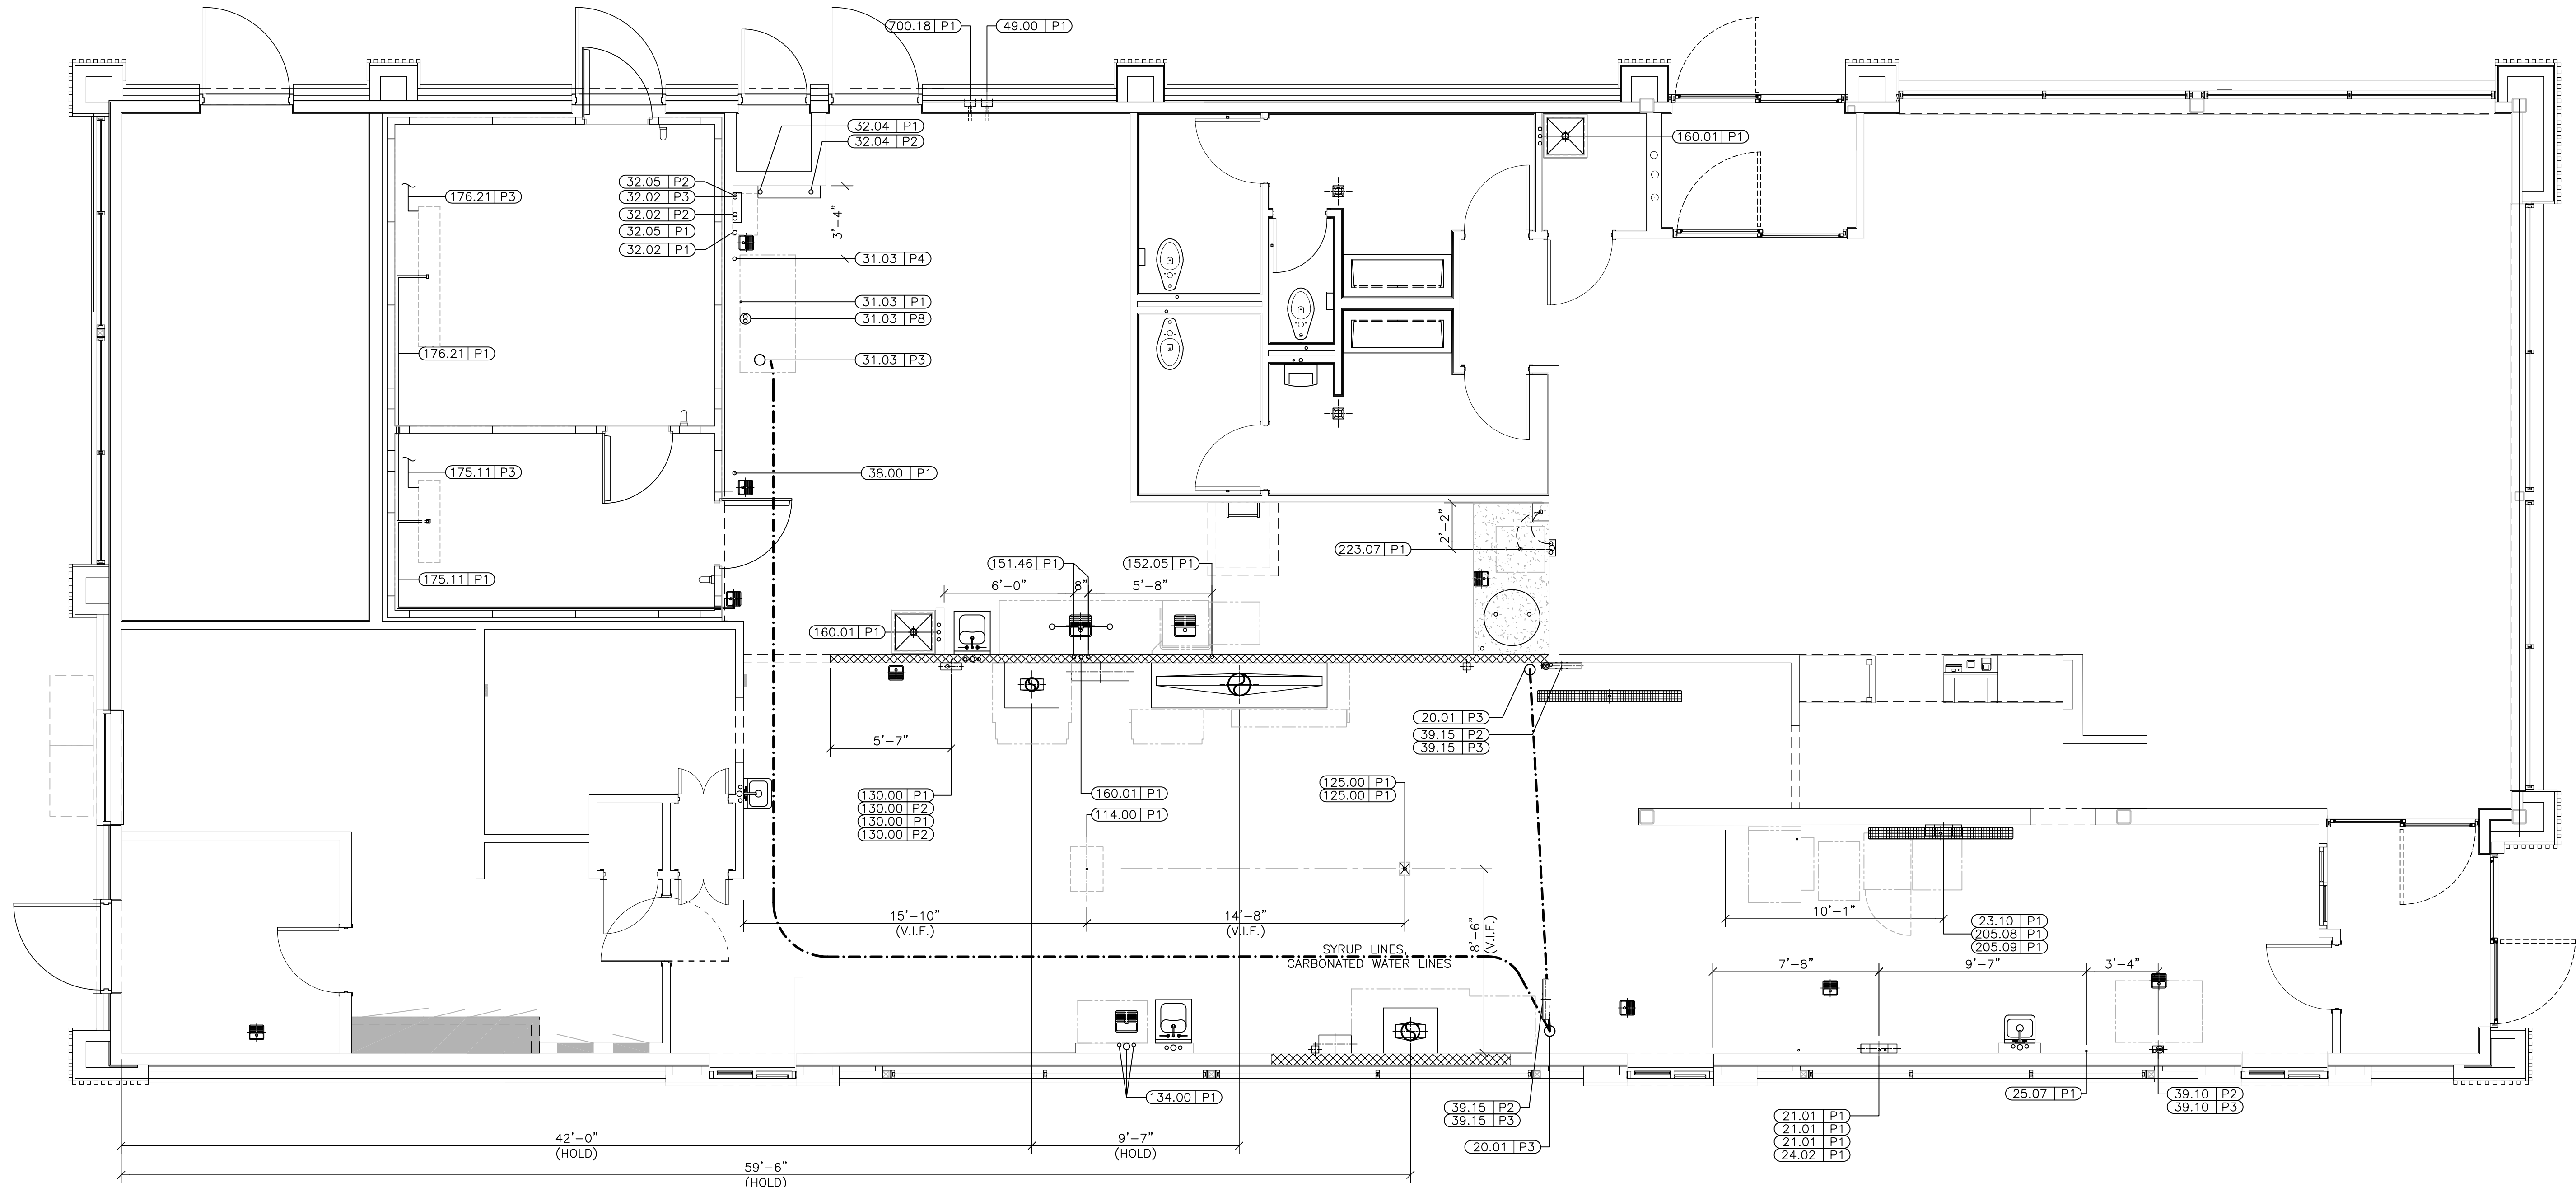 700.18 P1
49.00 P1
32.04 P1
32.04 P2
160.01 P1
32.05 P2
32.02 P3
32.02 P2
32.05 P1
32.02 P1
176.21 P3
3'-4"
31.03 P4
31.03 P1
31.03 P8
31.03 P3
176.21 P1
175.11 P3
38.00 P1
2'-2"
223.07 P1
151.46 P1
152.05 P1
175.11 P1
6'-0"
8"
5'-8"
160.01 P1
20.01 P3
39.15 P2
39.15 P3
5'-7"
130.00 P1
130.00 P2
130.00 P1
130.00 P2
160.01 P1
114.00 P1
125.00 P1
125.00 P1
15'-10"
(V.I.F.)
14'-8"
(V.I.F.)
8'-6"
(V.I.F.)
10'-1"
23.10 P1
205.08 P1
205.09 P1
SYRUP LINES,
CARBONATED WATER LINES
7'-8"
9'-7"
3'-4"
134.00 P1
39.15 P2
39.15 P3
20.01 P3
25.07 P1
39.10 P2
39.10 P3
21.01 P1
21.01 P1
21.01 P1
24.02 P1
42'-0"
(HOLD)
9'-7"
(HOLD)
59'-6"
(HOLD)